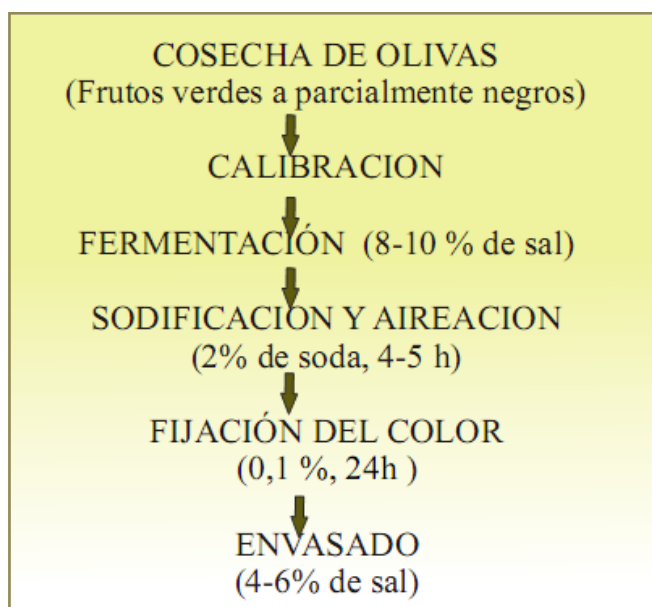 COSECHA DE OLIVAS
(Frutos verdes a parcialmente negros)
CALIBRACION
FERMENTACIÓN (8-10 % de sal)
SODIFICACION Y AIREACION
(2% de soda, 4-5 h)
FIJACIÓN DEL COLOR
(0,1 %, 24h )
ENVASADO
(4-6% de sal)